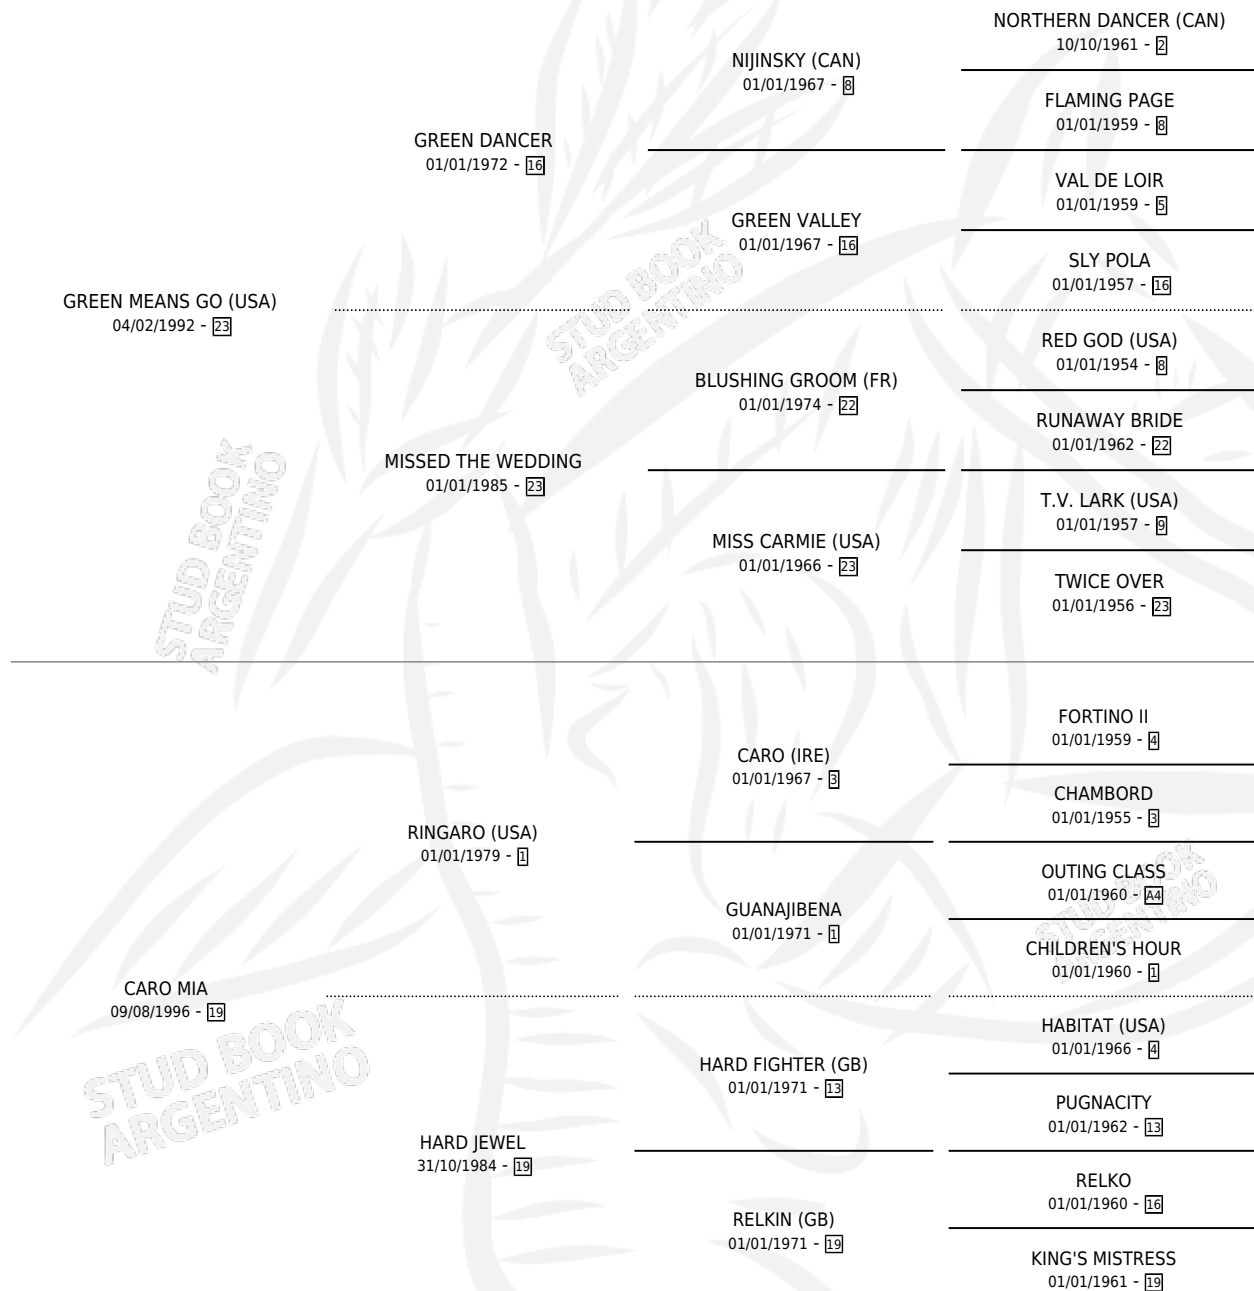 NORTHERN DANCER (CAN)
10/10/1961 - 2
NIJINSKY (CAN)
01/01/1967 - 8
FLAMING PAGE
01/01/1959 - 8
GREEN DANCER
01/01/1972 - 16
VAL DE LOIR
01/01/1959 - 5
GREEN VALLEY
01/01/1967 - 16
SLY POLA
01/01/1957 - 16
GREEN MEANS GO (USA)
04/02/1992 - 23
RED GOD (USA)
01/01/1954 - 8
BLUSHING GROOM (FR)
01/01/1974 - 22
RUNAWAY BRIDE
01/01/1962 - 22
MISSED THE WEDDING
01/01/1985 - 23
T.V. LARK (USA)
01/01/1957 - 9
MISS CARMIE (USA)
01/01/1966 - 23
TWICE OVER
01/01/1956 - 23
STUD BOOK
ARGENTINO
STUD BOOK
ARGENTINO
FORTINO II
01/01/1959 - 4
CARO (IRE)
01/01/1967 - 3
CHAMBORD
01/01/1955 - 3
RINGARO (USA)
01/01/1979 - 1
OUTING CLASS
01/01/1960 - A4
GUANAJIBENA
01/01/1971 - 1
CHILDREN'S HOUR
01/01/1960 - 1
STUD BOOK
ARGENTINO
CARO MIA
09/08/1996 - 19
HABITAT (USA)
01/01/1966 - 4
HARD FIGHTER (GB)
01/01/1971 - 13
PUGNACITY
01/01/1962 - 13
STUD BOOK
ARGENTINO
HARD JEWEL
31/10/1984 - 19
RELKO
01/01/1960 - 16
RELKIN (GB)
01/01/1971 - 19
KING'S MISTRESS
01/01/1961 - 19